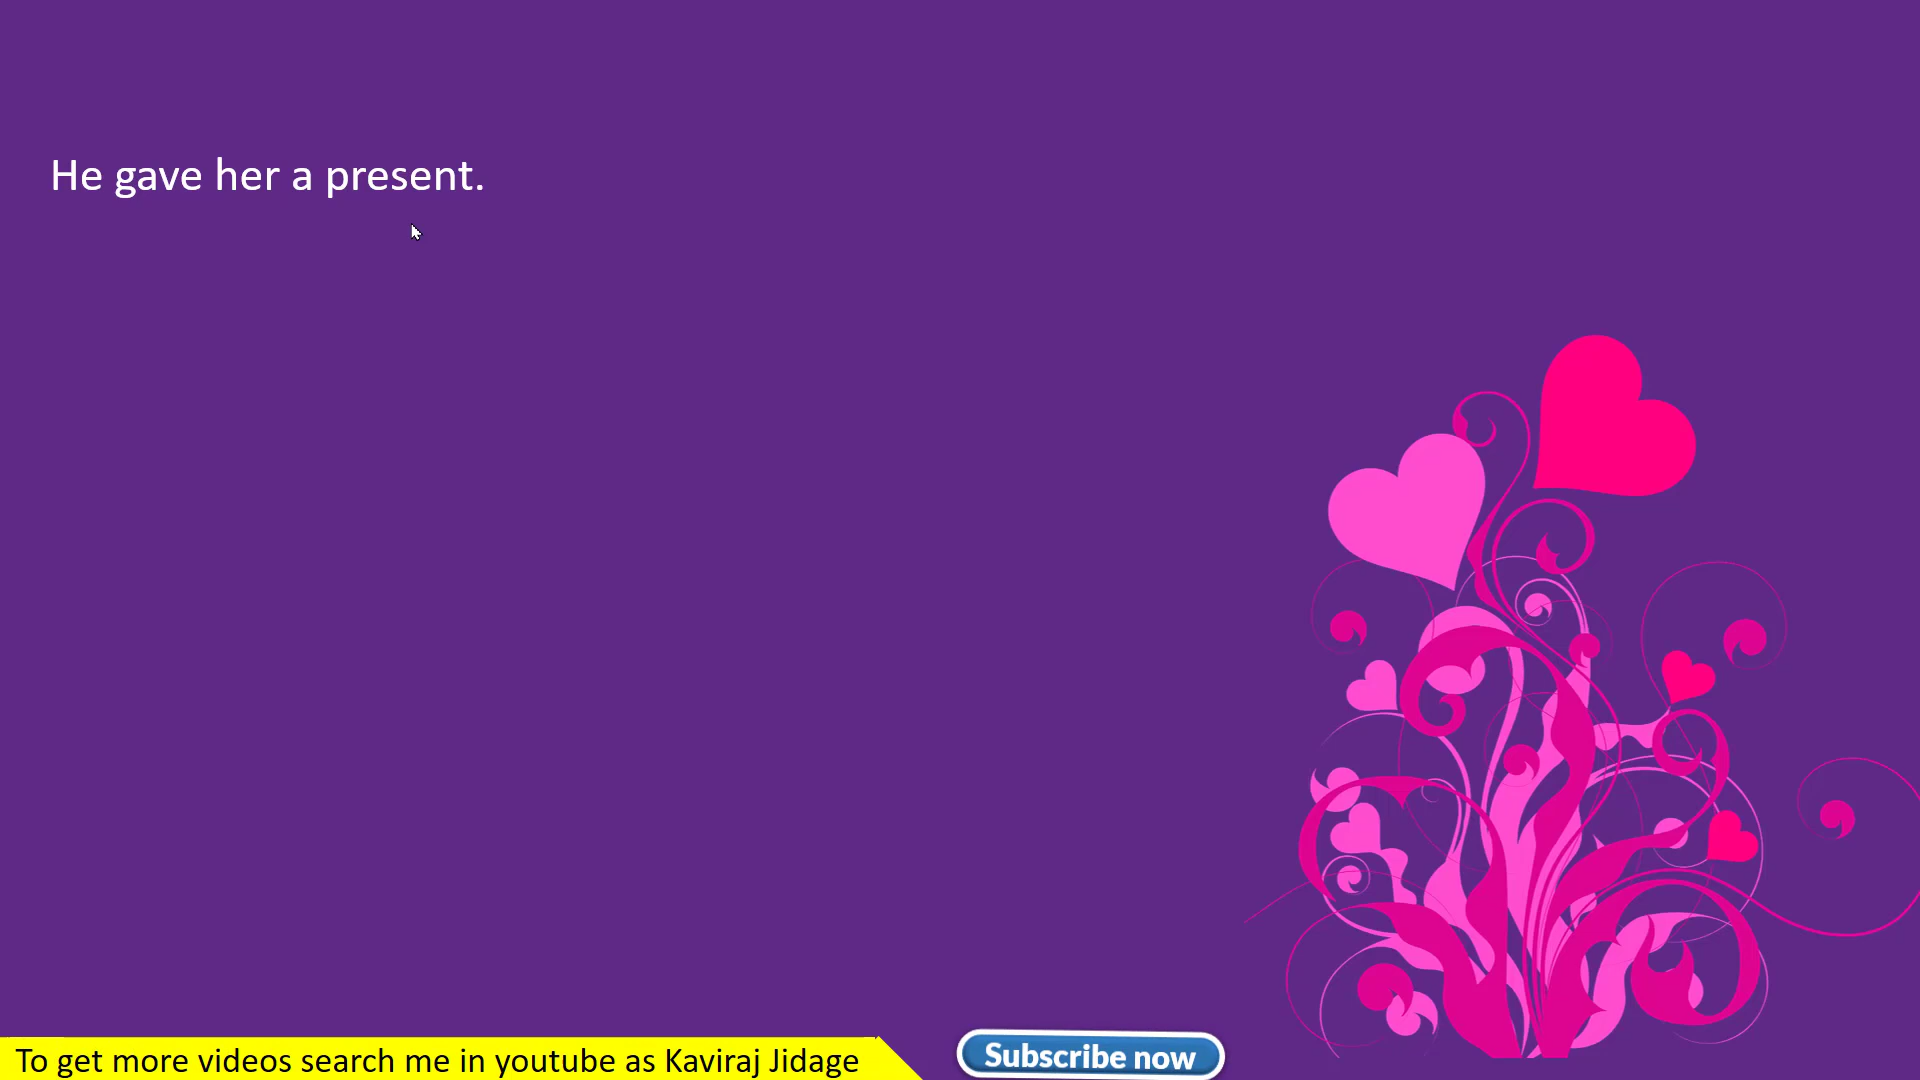 He gave her a present.
To get more videos search me in youtube as Kaviraj Jidage
Subscribe now